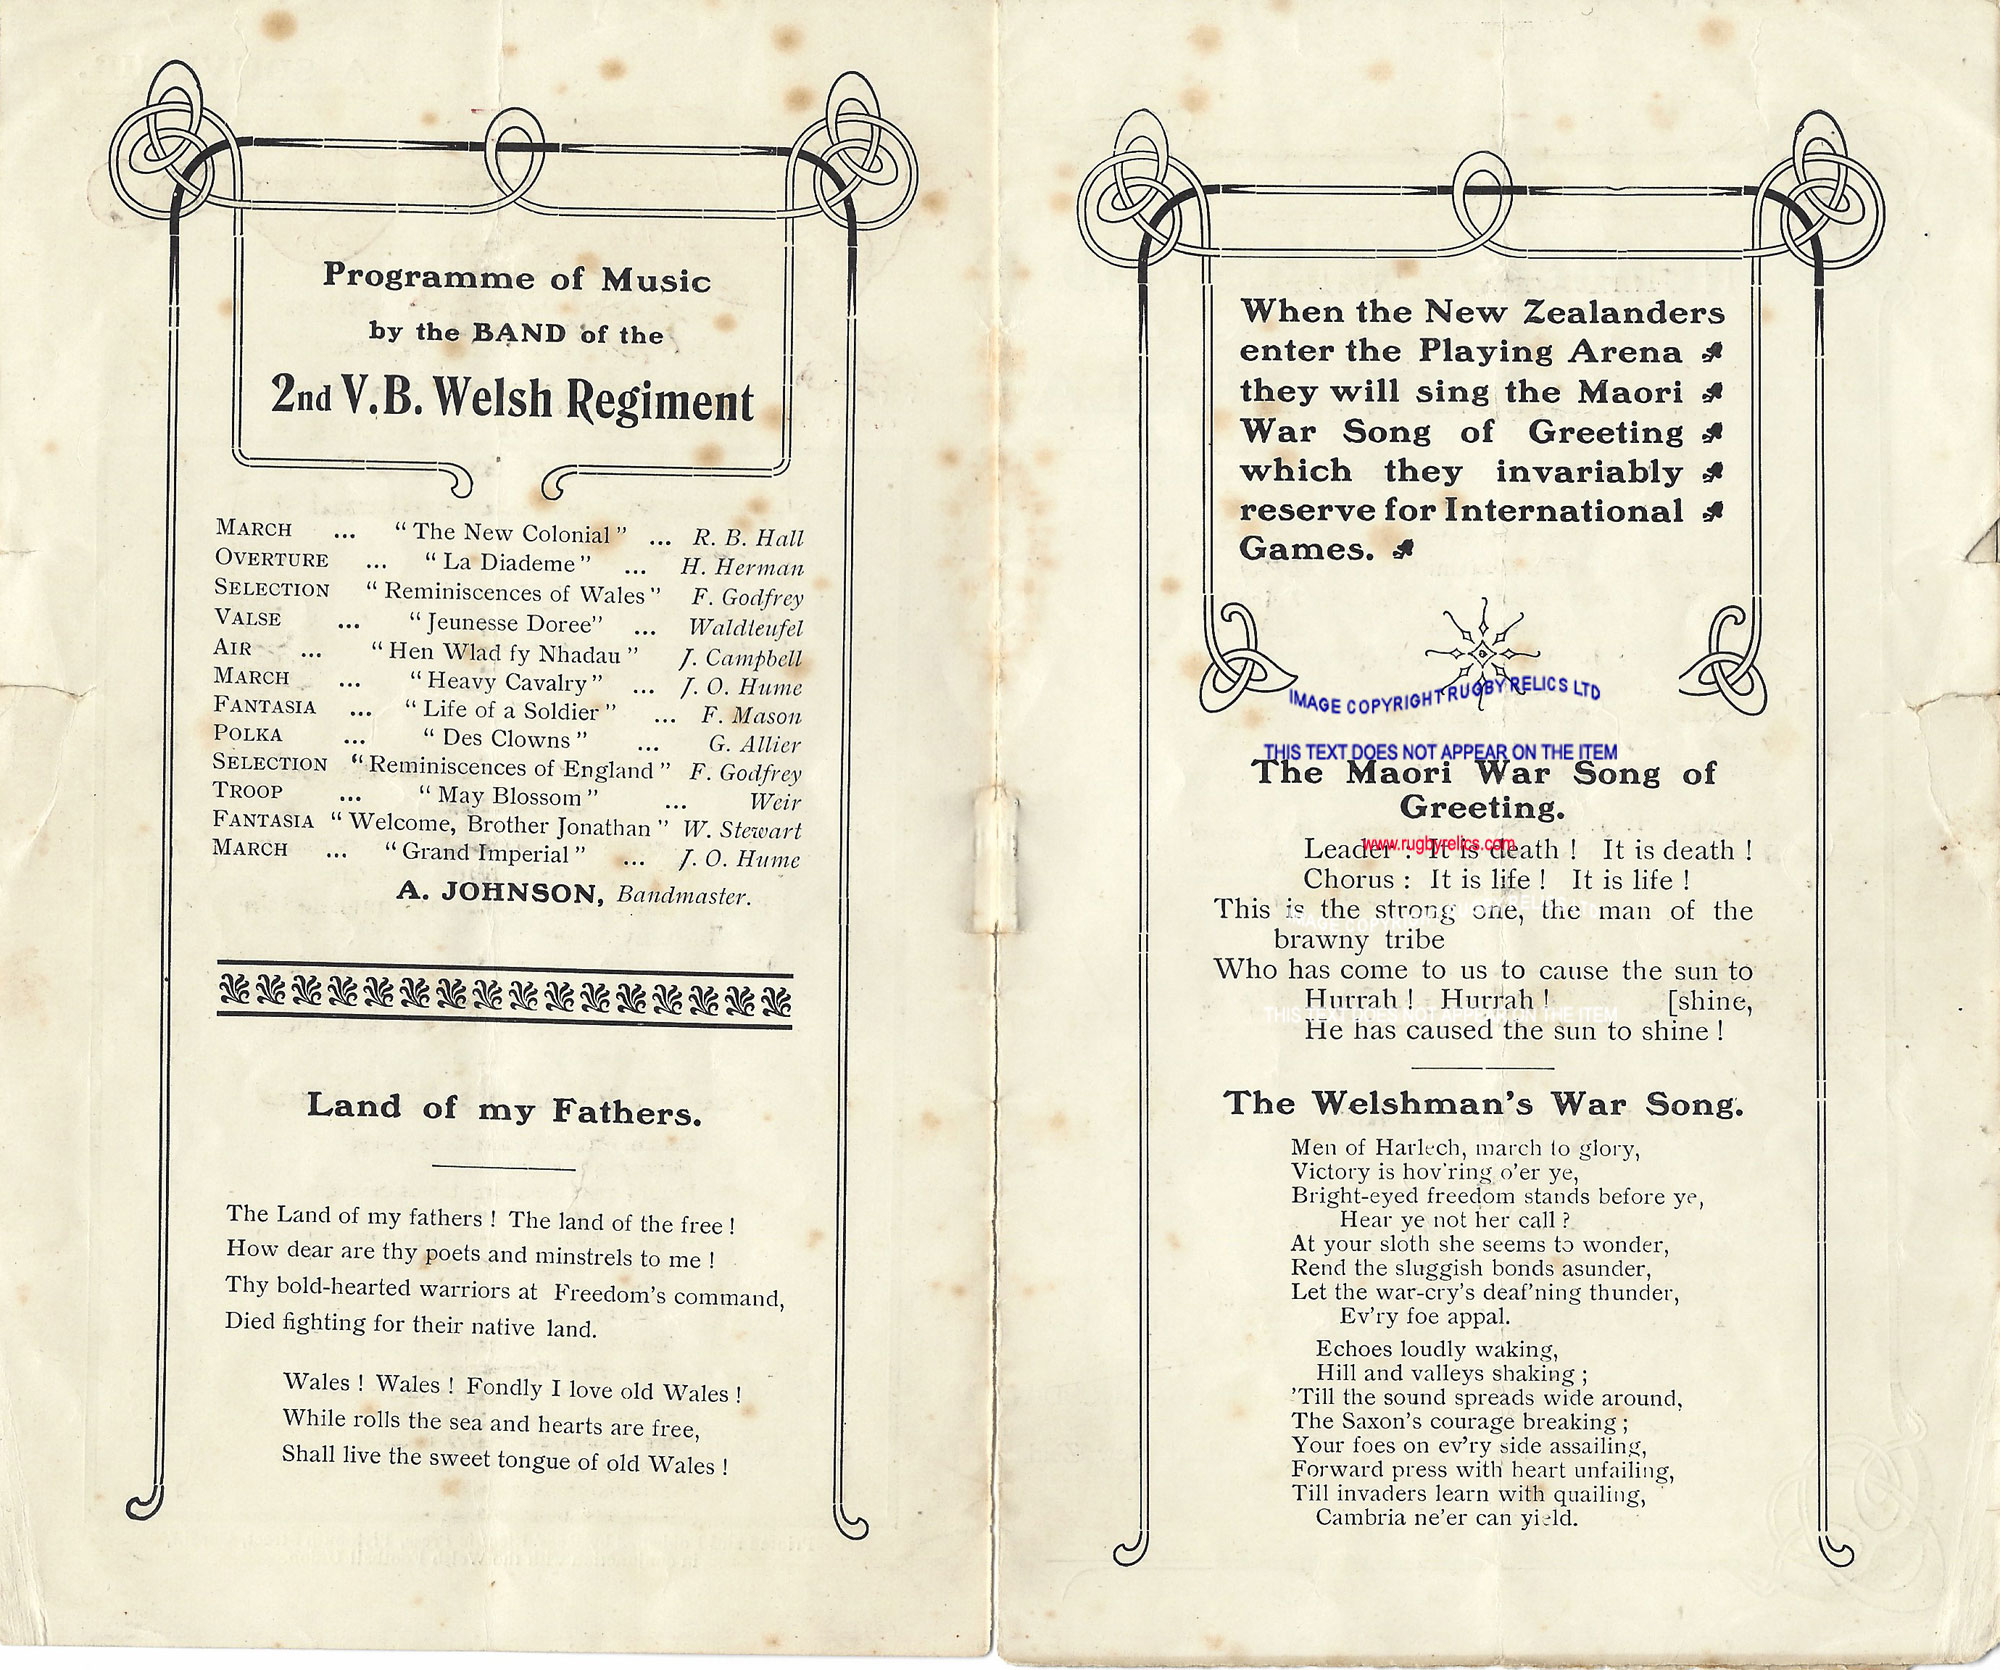 Programme of Music
by the BAND of the
2nd V.B. Welsh Regiment
MARCH ... “ The New Colonial ” ... R. B. Hall
OVERTURE ... “ La Diademe ” ... H. Herman
SELECTION “ Reminiscences of Wales ” F. Godfrey
VALSE ... “ Jeunesse Doree” ... Waldteufel
AIR ... “ Hen Wlad fy Nhadau ” J. Campbell
MARCH ... “ Heavy Cavalry ” ... J. O. Hume
FANTASIA ... “ Life of a Soldier ” ... F. Mason
POLKA ... “ Des Clowns ” ... G. Allier
SELECTION “ Reminiscences of England ” F. Godfrey
TROOP ... “ May Blossom ” ... Weir
FANTASIA “ Welcome, Brother Jonathan ” W. Stewart
MARCH ... “ Grand Imperial ” ... J. O. Hume
A. JOHNSON, Bandmaster.
Land of my Fathers.
The Land of my fathers ! The land of the free !
How dear are thy poets and minstrels to me !
Thy bold-hearted warriors at Freedom's command,
Died fighting for their native land.
Wales ! Wales ! Fondly I love old Wales !
While rolls the sea and hearts are free,
Shall live the sweet tongue of old Wales !
When the New Zealanders
enter the Playing Arena
they will sing the Maori
War Song of Greeting
which they invariably
reserve for International
Games.
IMAGE COPYRIGHT RUGBY RELICS LTD
THIS TEXT DOES NOT APPEAR ON THE ITEM
The Maori War Song of
Greeting.
www.rugbyrelics.com
Leader : It is death ! It is death !
Chorus : It is life ! It is life !
This is the strong one, the man of the
brawny tribe
IMAGE COPYRIGHT RUGBY RELICS LTD
Who has come to us to cause the sun to
Hurrah ! Hurrah ! [shine,
THIS TEXT DOES NOT APPEAR ON THE ITEM
He has caused the sun to shine !
The Welshman's War Song.
Men of Harlech, march to glory,
Victory is hov'ring o'er ye,
Bright-eyed freedom stands before ye,
Hear ye not her call ?
At your sloth she seems to wonder,
Rend the sluggish bonds asunder,
Let the war-cry's deaf'ning thunder,
Ev'ry foe appal.
Echoes loudly waking,
Hill and valleys shaking ;
'Till the sound spreads wide around,
The Saxon's courage breaking ;
Your foes on ev'ry side assailing,
Forward press with heart unfailing,
Till invaders learn with quailing,
Cambria ne'er can yield.